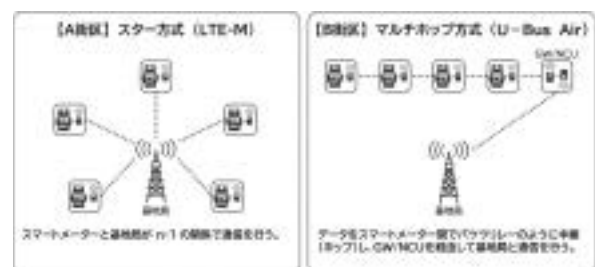 【A街区】スター方式（LTE-M）
基地局
スマートメーターと基地局が n-1 の関係で通信を行う。
【B街区】マルチホップ方式（U-Bus Air）
GW/NCU
基地局
データをスマートメーター間でバケツリレーのように中継
（ホップ）し、GW/NCUを経由して基地局と通信を行う。